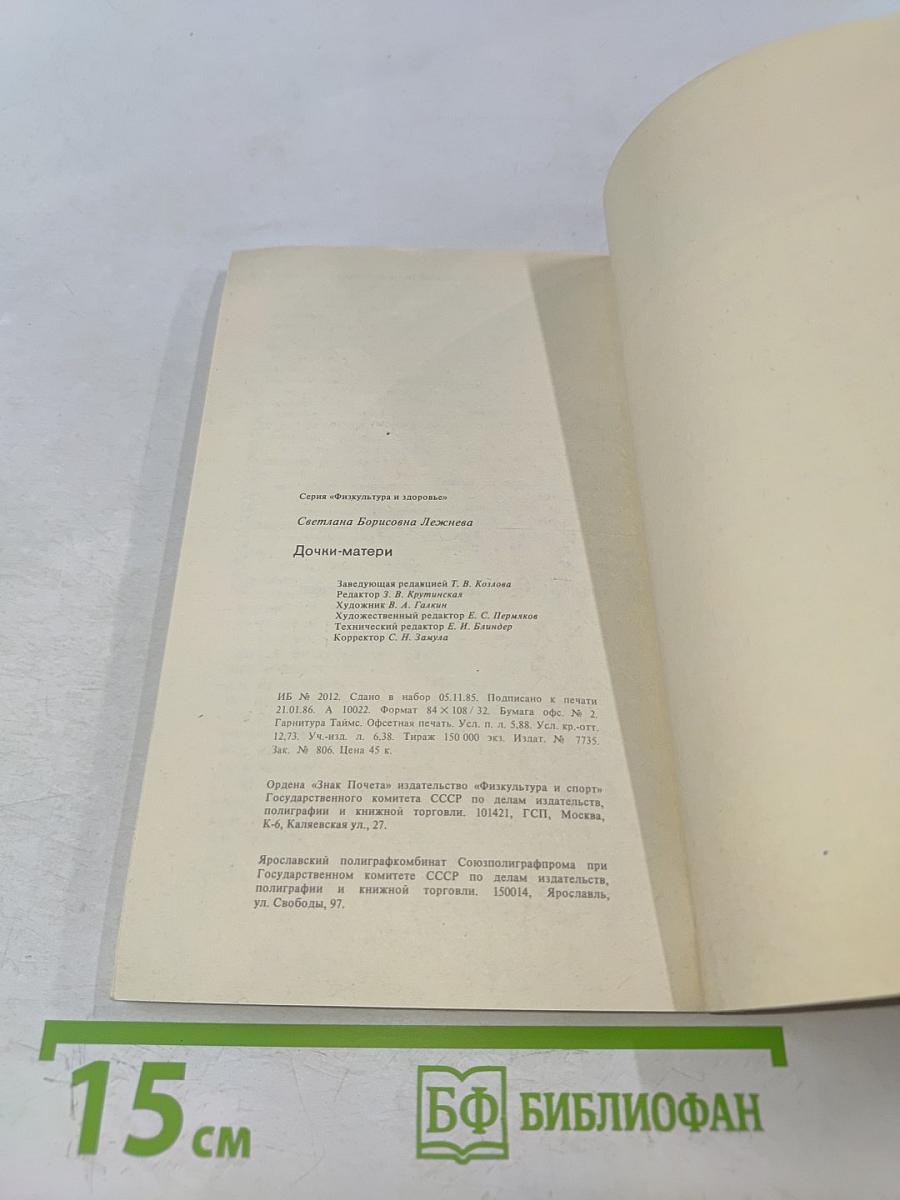 Серия «Физкультура и здоровье»
Светлана Борисовна Лежнева
Дочки-матери
Заведующая редакцией Т. В. Козлова
Редактор З. В. Крутинская
Художник В. А. Галкин
Художественный редактор Е. С. Пермяков
Технический редактор Е. И. Блиндер
Корректор С. Н. Замула
ИБ № 2012. Сдано в набор 05.11.85. Подписано к печати
21.01.86. А 10022. Формат 84×108/32. Бумага офс. № 2.
Гарнитура Таймс. Офсетная печать. Усл. п. л. 5,88. Усл. кр.-отт.
12,73. Уч.-изд. л. 6,38. Тираж 150 000 экз. Издат. № 7735.
Зак. № 806. Цена 45 к.
Ордена «Знак Почета» издательство «Физкультура и спорт»
Государственного комитета СССР по делам издательств,
полиграфии и книжной торговли. 101421, ГСП, Москва,
К-6, Каляевская ул., 27.
Ярославский полиграфкомбинат Союзполиграфпрома при
Государственном комитете СССР по делам издательств,
полиграфии и книжной торговли. 150014, Ярославль,
ул. Свободы, 97.
15 см
БФ БИБЛИОФАН